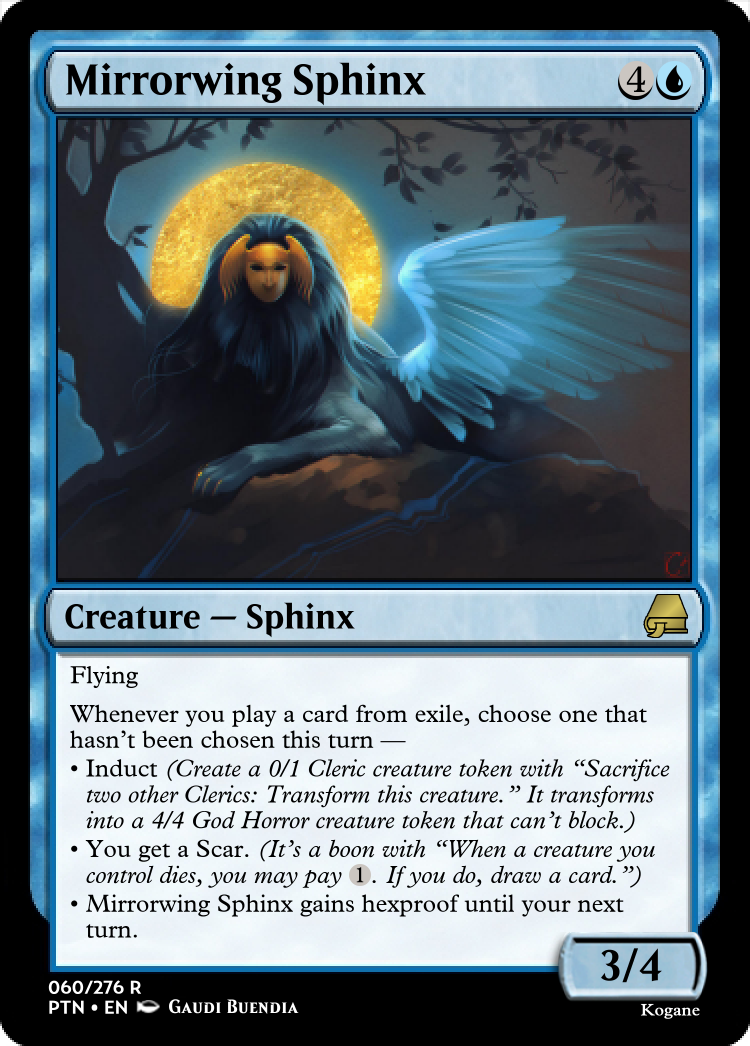 Mirrorwing Sphinx 4
Creature — Sphinx
Flying
Whenever you play a card from exile, choose one that
hasn't been chosen this turn —
• Induct (Create a 0/1 Cleric creature token with “Sacrifice
two other Clerics: Transform this creature.” It transforms
into a 4/4 God Horror creature token that can't block.)
• You get a Scar. (It's a boon with “When a creature you
control dies, you may pay 1. If you do, draw a card.”)
• Mirrorwing Sphinx gains hexproof until your next
turn.
3/4
060/276 R
PTN • EN Gaudi Buendia
Kogane